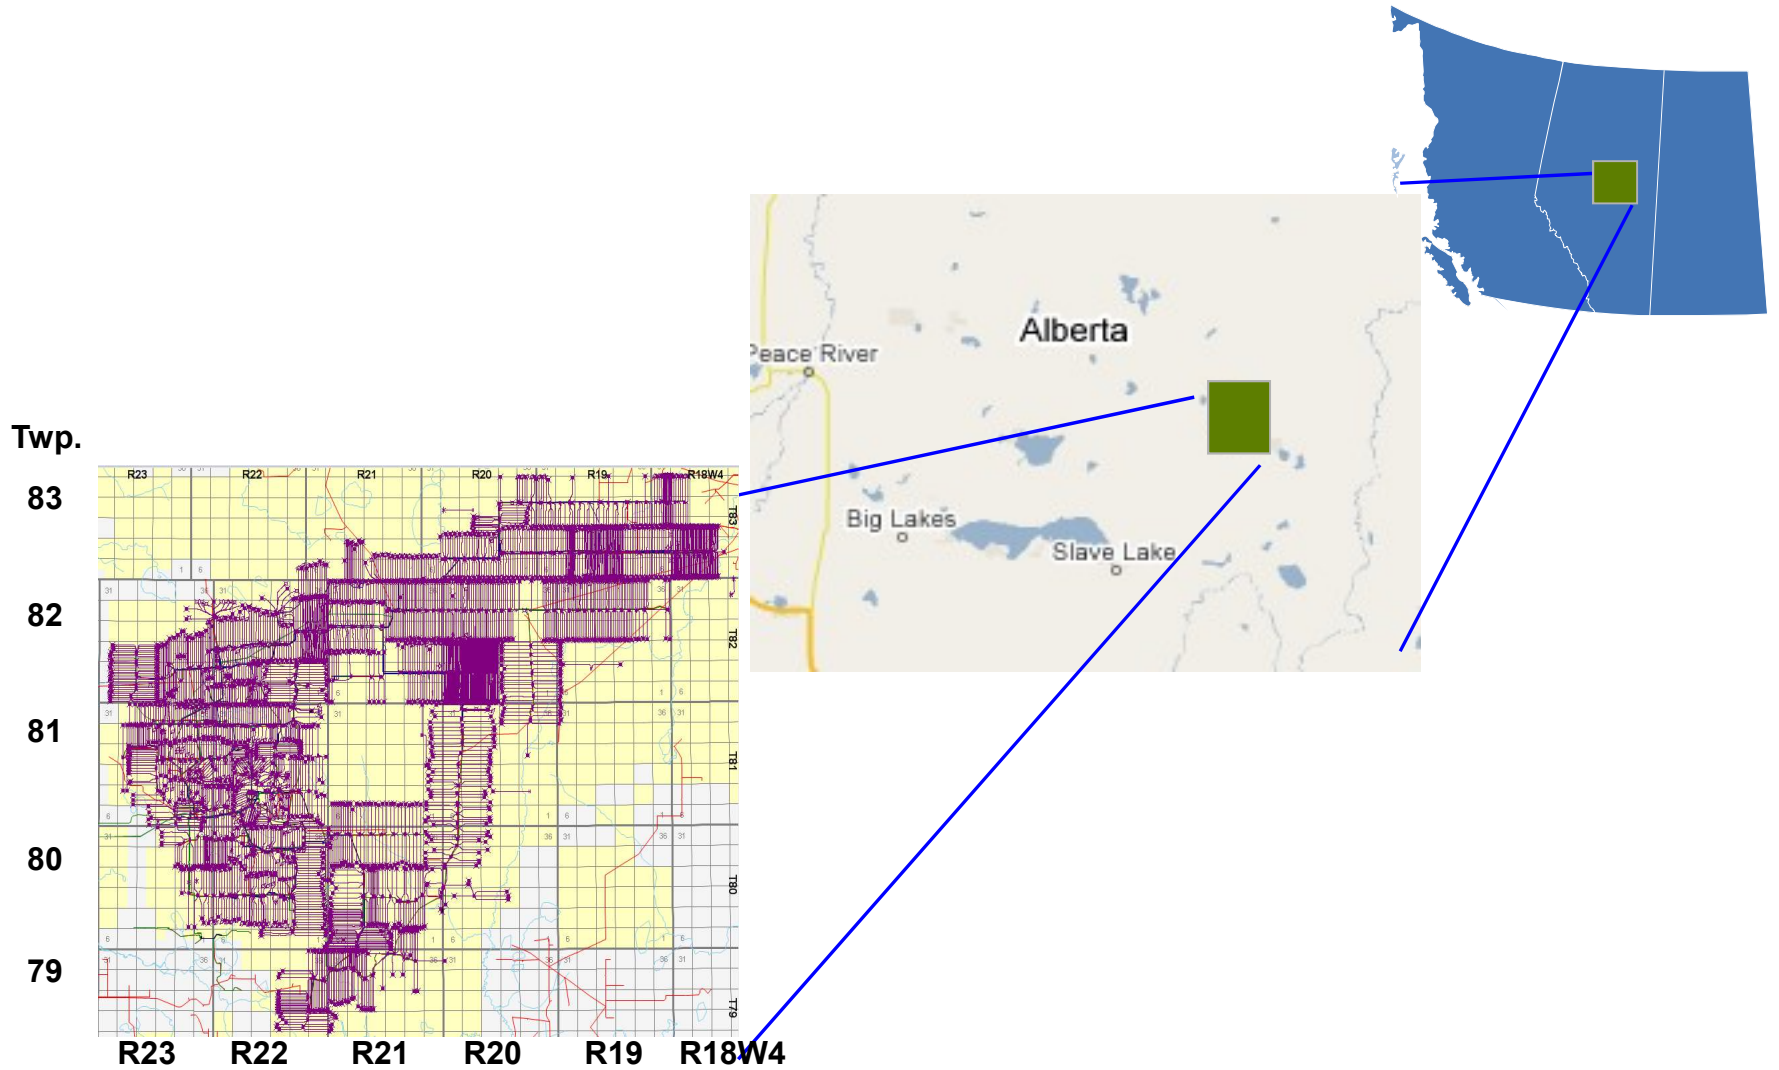 Twp.
83
82
81
80
79
R23 R22 R21 R20 R19 R18W4
T83
T82
T81
T80
T79
R23 R22 R21 R20 R19 R18W4
Alberta
Peace River
Big Lakes
Slave Lake